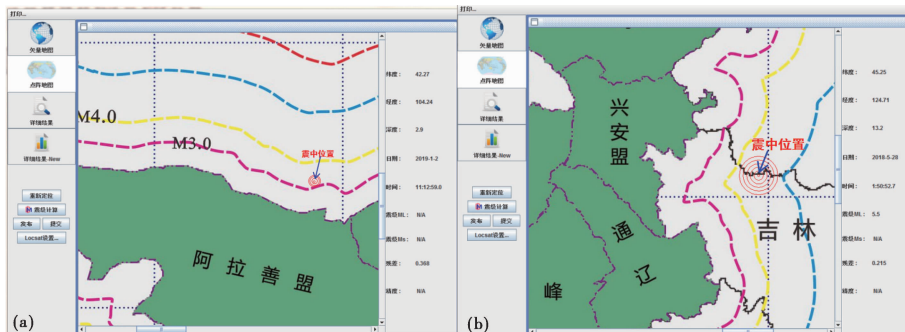 打印...
矢量地图
点阵地图
详细结果
详细结果-New
重新定位
震级计算
发布
提交
Locsat设置...
M4.0
M3.0
震中位置
阿拉善盟
(a)
纬度： 42.27
经度： 104.24
深度： 2.9
日期： 2019-1-2
时间： 11:12:58.0
震级ML： N/A
震级Ms： N/A
残差： 0.368
精度： N/A
打印...
矢量地图
点阵地图
详细结果
详细结果-New
重新定位
震级计算
发布
提交
Locsat设置...
兴安盟
震中位置
吉林
通辽
峰
(b)
纬度： 45.25
经度： 124.71
深度： 13.2
日期： 2018-5-28
时间： 1:50:52.7
震级ML： 5.5
震级Ms： N/A
残差： 0.215
精度： N/A